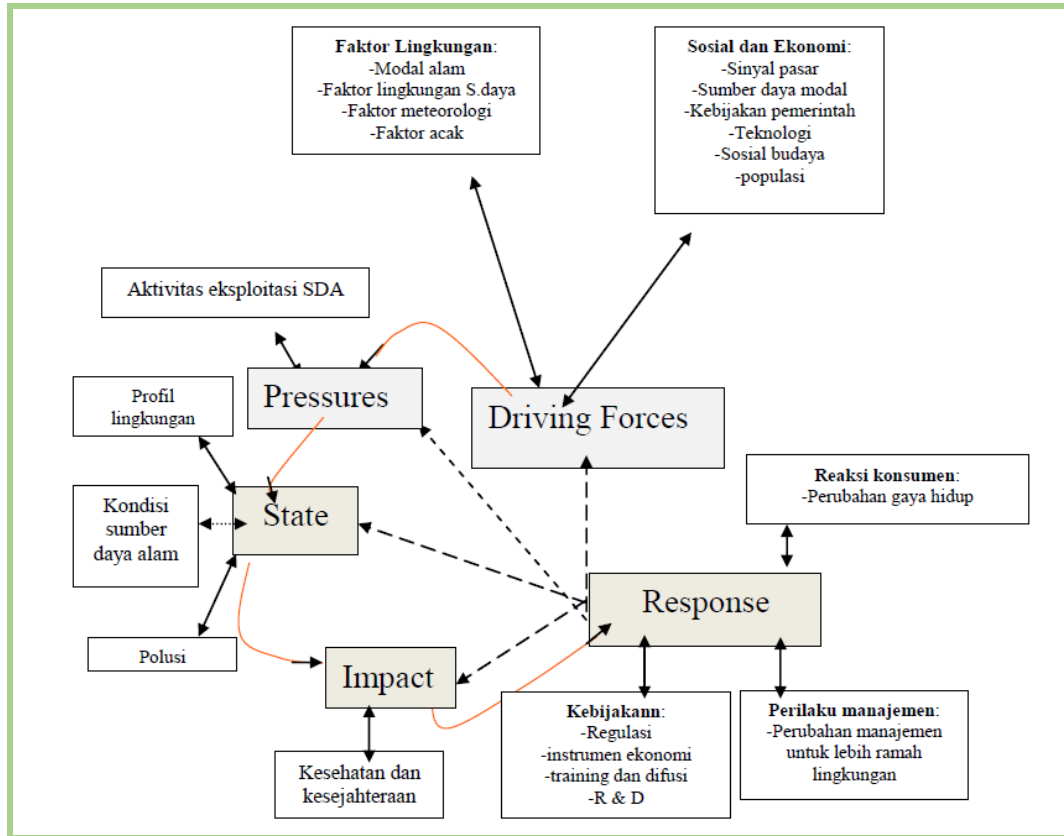 Faktor Lingkungan:
-Modal alam
-Faktor lingkungan S.daya
-Faktor meteorologi
-Faktor acak
Sosial dan Ekonomi:
-Sinyal pasar
-Sumber daya modal
-Kebijakan pemerintah
-Teknologi
-Sosial budaya
-populasi
Aktivitas eksploitasi SDA
Pressures
Driving Forces
Profil
lingkungan
Reaksi konsumen:
-Perubahan gaya hidup
Kondisi
sumber
daya alam
State
Response
Polusi
Impact
Kebijakann:
-Regulasi
-instrumen ekonomi
-training dan difusi
-R & D
Perilaku manajemen:
-Perubahan manajemen
untuk lebih ramah
lingkungan
Kesehatan dan
kesejahteraan